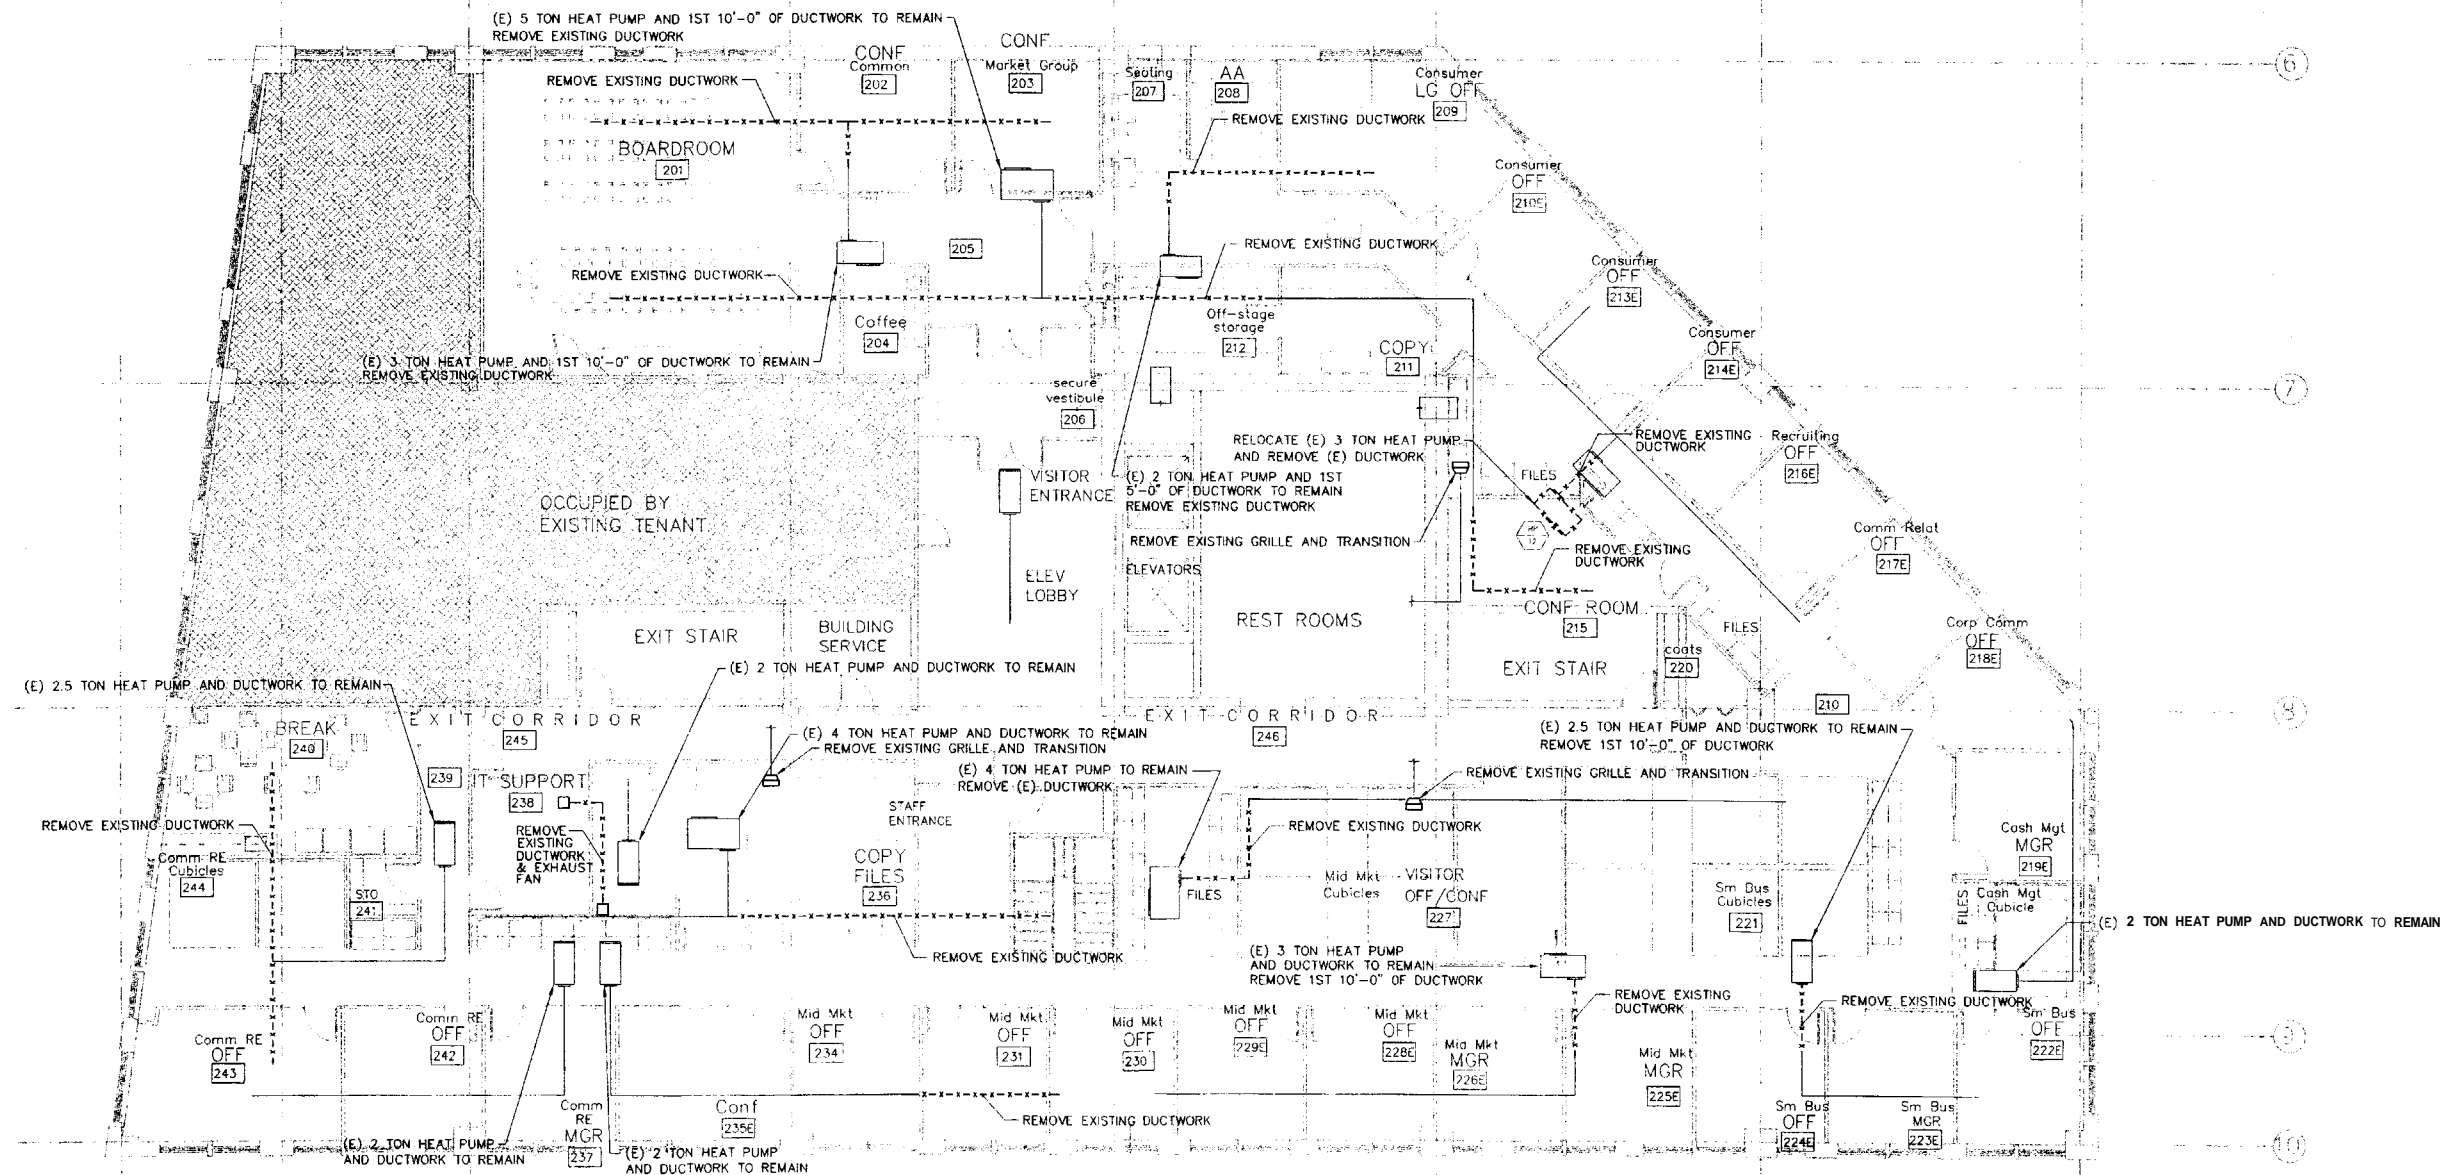 (E) 5 TON HEAT PUMP AND 1ST 10'-0" OF DUCTWORK TO REMAIN
REMOVE EXISTING DUCTWORK
CONF
Common
202
CONF
Market Group
203
Seating
207
AA
208
Consumer
LG OFF
209
6
REMOVE EXISTING DUCTWORK
REMOVE EXISTING DUCTWORK
BOARDROOM
201
Consumer
OFF
210E
205
REMOVE EXISTING DUCTWORK
REMOVE EXISTING DUCTWORK
Consumer
OFF
213E
Coffee
204
Off-stage
storage
212
COPY
211
Consumer
OFF
214E
(E) 3 TON HEAT PUMP AND 1ST 10'-0" OF DUCTWORK TO REMAIN
REMOVE EXISTING DUCTWORK
secure
vestibule
206
7
RELOCATE (E) 3 TON HEAT PUMP
AND REMOVE (E) DUCTWORK
REMOVE EXISTING
DUCTWORK
Recruiting
OFF
216E
FILES
VISITOR
ENTRANCE
(E) 2 TON HEAT PUMP AND 1ST
5'-0" OF DUCTWORK TO REMAIN
REMOVE EXISTING DUCTWORK
OCCUPIED BY
EXISTING TENANT
REMOVE EXISTING GRILLE AND TRANSITION
HP
12
REMOVE EXISTING
DUCTWORK
Comm Relat
OFF
217E
ELEVATORS
ELEV
LOBBY
REST ROOMS
CONF ROOM
215
EXIT STAIR
BUILDING
SERVICE
FILES
Corp Comm
OFF
218E
EXIT STAIR
coats
220
(E) 2 TON HEAT PUMP AND DUCTWORK TO REMAIN
(E) 2.5 TON HEAT PUMP AND DUCTWORK TO REMAIN
210
8
BREAK
240
EXIT CORRIDOR
245
EXIT CORRIDOR
246
(E) 2.5 TON HEAT PUMP AND DUCTWORK TO REMAIN
REMOVE 1ST 10'-0" OF DUCTWORK
(E) 4 TON HEAT PUMP AND DUCTWORK TO REMAIN
REMOVE EXISTING GRILLE AND TRANSITION
(E) 4 TON HEAT PUMP TO REMAIN
REMOVE (E) DUCTWORK
REMOVE EXISTING GRILLE AND TRANSITION
239
IT SUPPORT
238
STAFF
ENTRANCE
REMOVE EXISTING DUCTWORK
REMOVE
EXISTING
DUCTWORK
& EXHAUST
FAN
REMOVE EXISTING DUCTWORK
Cash Mgt
MGR
219E
Comm RE
Cubicles
244
STO
241
COPY
FILES
236
FILES
Mid Mkt
Cubicles
VISITOR
OFF/CONF
227
Sm Bus
Cubicles
221
FILES
Cash Mgt
Cubicle
(E) 2 TON HEAT PUMP AND DUCTWORK TO REMAIN
REMOVE EXISTING DUCTWORK
(E) 3 TON HEAT PUMP
AND DUCTWORK TO REMAIN
REMOVE 1ST 10'-0" OF DUCTWORK
REMOVE EXISTING
DUCTWORK
REMOVE EXISTING DUCTWORK
Comm RE
OFF
243
Comm RE
OFF
242
Mid Mkt
OFF
234
Mid Mkt
OFF
231
Mid Mkt
OFF
230
Mid Mkt
OFF
229E
Mid Mkt
OFF
228E
Mid Mkt
MGR
226E
Mid Mkt
MGR
225E
Sm Bus
OFF
222E
9
Comm
RE
MGR
237
Conf
235E
REMOVE EXISTING DUCTWORK
Sm Bus
OFF
224E
Sm Bus
MGR
223E
(E) 2 TON HEAT PUMP
AND DUCTWORK TO REMAIN
(E) 2 TON HEAT PUMP
AND DUCTWORK TO REMAIN
10